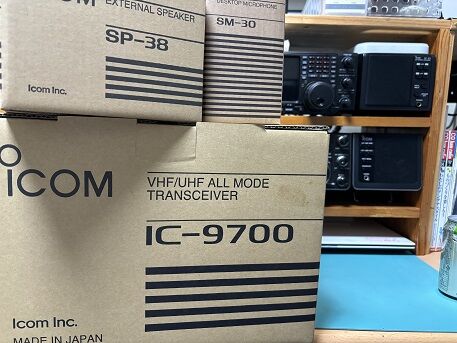 COM
EXTERNAL SPEAKER
SP-38
Icom Inc.
DESKTOP MICROPHONE
SM-30
ICOM
VHF/UHF ALL MODE
TRANSCEIVER
IC-9700
Icom Inc.
MADE IN JAPAN